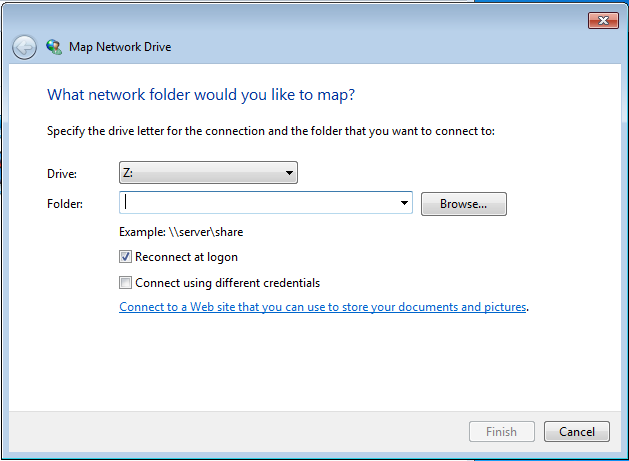 Map Network Drive
What network folder would you like to map?
Specify the drive letter for the connection and the folder that you want to connect to:
Drive: Z:
Folder: Browse...
Example: \\server\share
Reconnect at logon
Connect using different credentials
Connect to a Web site that you can use to store your documents and pictures.
Finish Cancel